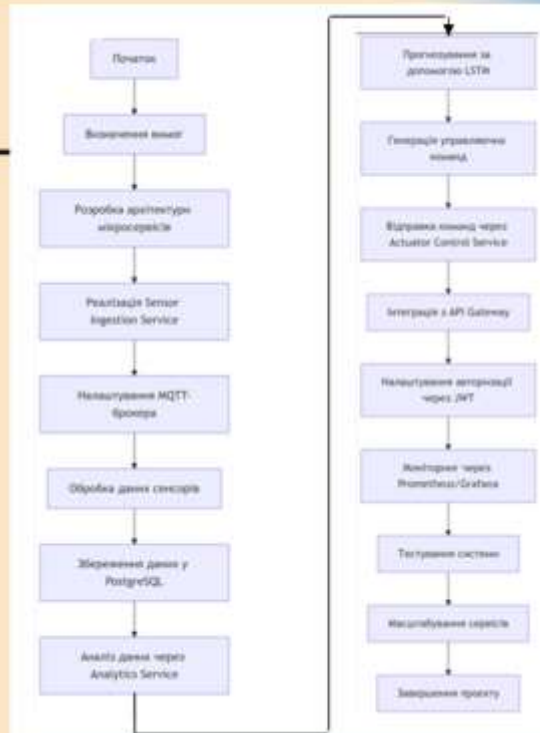 Початок
Визначення вимог
Розробка архітектури
мікросервісів
Реалізація Sensor
Ingestion Service
Налаштування MQTT-
брокера
Обробка даних сенсорів
Збереження даних у
PostgreSQL
Аналіз даних через
Analytics Service
Прогнозування за
допомогою LSTM
Генерація управляючих
команд
Відправка команд через
Actuator Control Service
Інтеграція з API Gateway
Налаштування авторизації
через JWT
Моніторинг через
Prometheus/Grafana
Тестування системи
Масштабування сервісів
Завершення проєкту